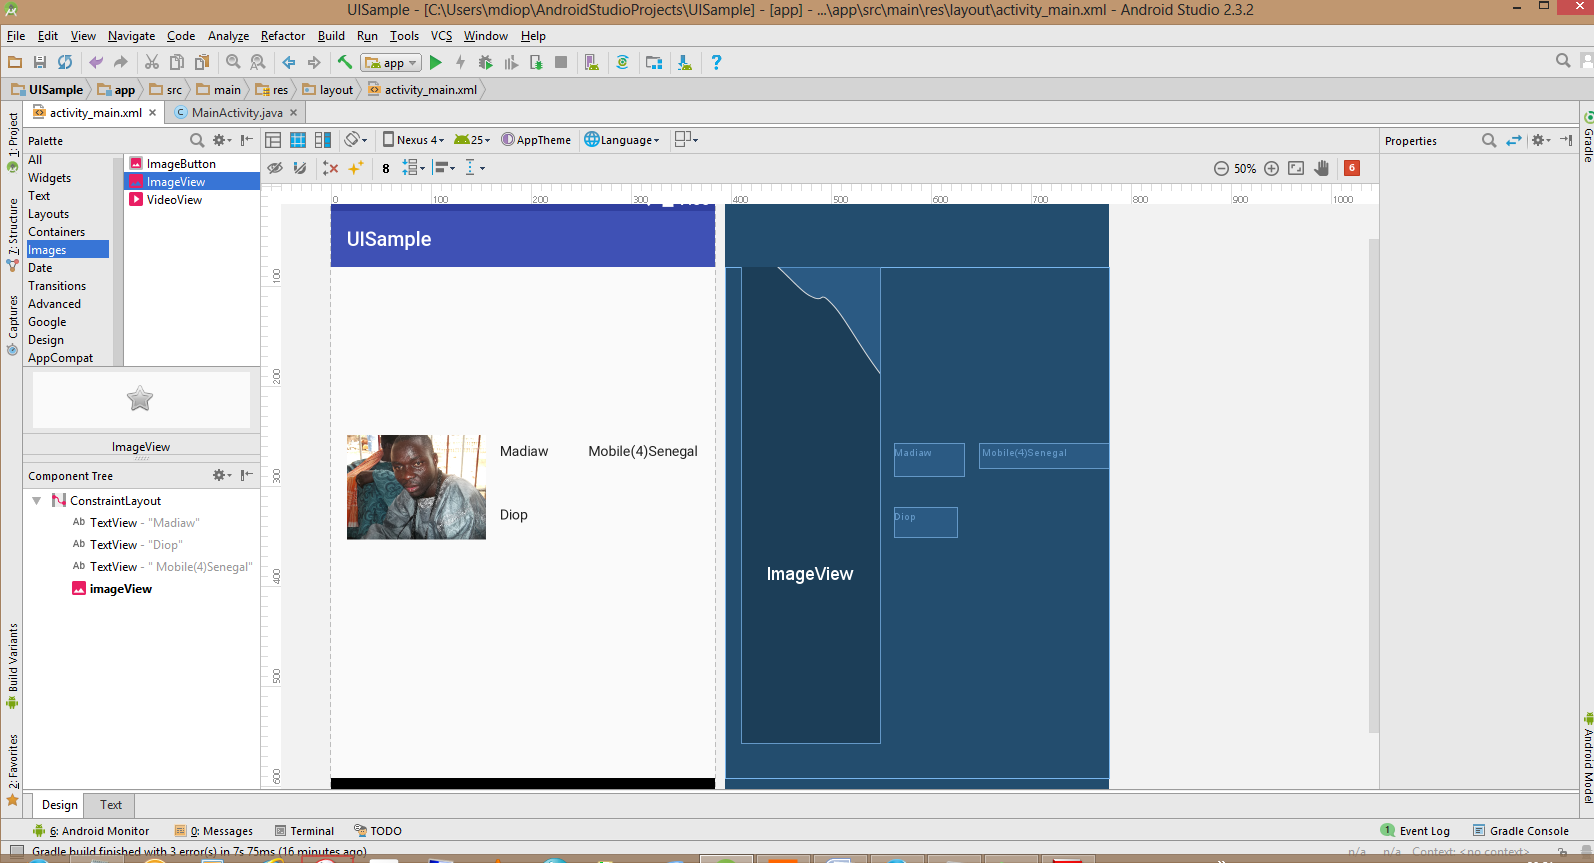 UISample - [C:\Users\mdiop\AndroidStudioProjects\UISample] - [app] - ...\app\src\main\res\layout\activity_main.xml - Android Studio 2.3.2
File Edit View Navigate Code Analyze Refactor Build Run Tools VCS Window Help
app
UISample app src main res layout activity_main.xml
activity_main.xml MainActivity.java
Palette
Nexus 4 25 AppTheme Language
Properties
All
Widgets
Text
Layouts
Containers
Images
Date
Transitions
Advanced
Google
Design
AppCompat
ImageButton
ImageView
VideoView
8
50%
6
0 100 200 300 400 500 600 700 800 900 1000
100
200
300
400
500
600
UISample
Madiaw Mobile(4)Senegal
Diop
Madiaw Mobile(4)Senegal
Diop
ImageView
ImageView
Component Tree
ConstraintLayout
Ab TextView - "Madiaw"
Ab TextView - "Diop"
Ab TextView - " Mobile(4)Senegal"
imageView
1: Project
7: Structure
Captures
Build Variants
2: Favorites
Gradle
Android Model
Design Text
6: Android Monitor 0: Messages Terminal TODO
1 Event Log Gradle Console
Gradle build finished with 3 error(s) in 7s 75ms (16 minutes ago)
n/a n/a Context: <no context>